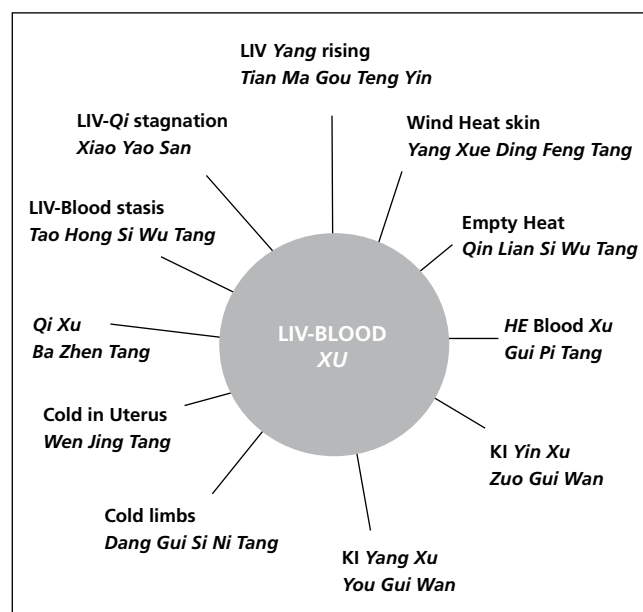 LIV Yang rising
Tian Ma Gou Teng Yin
Wind Heat skin
Yang Xue Ding Feng Tang
Empty Heat
Qin Lian Si Wu Tang
HE Blood Xu
Gui Pi Tang
KI Yin Xu
Zuo Gui Wan
KI Yang Xu
You Gui Wan
Cold limbs
Dang Gui Si Ni Tang
Cold in Uterus
Wen Jing Tang
Qi Xu
Ba Zhen Tang
LIV-Blood stasis
Tao Hong Si Wu Tang
LIV-Qi stagnation
Xiao Yao San
LIV-BLOOD
XU